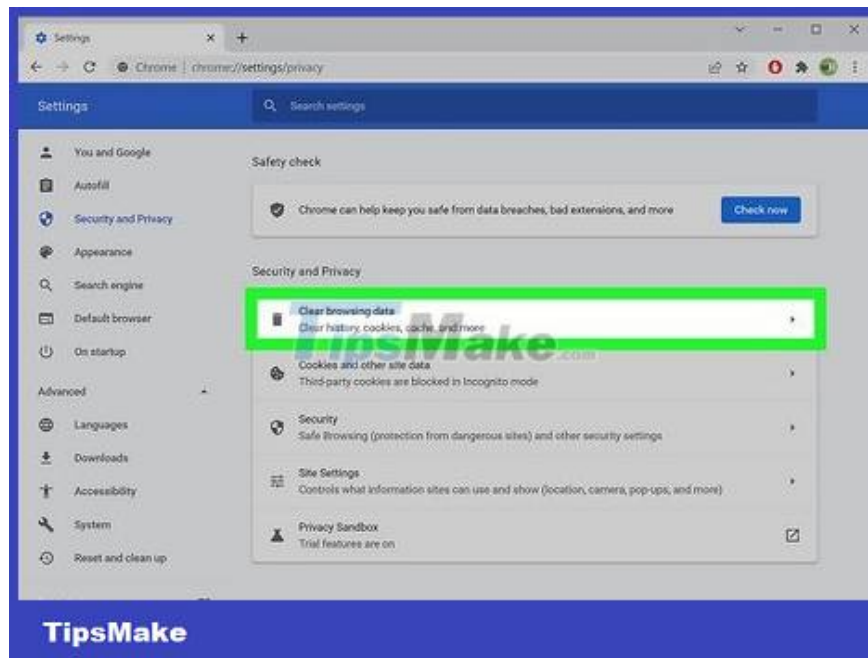 Settings
Chrome | chrome://settings/privacy
Settings
Search settings
You and Google
Autofill
Security and Privacy
Appearance
Search engine
Default browser
On startup
Advanced
Languages
Downloads
Accessibility
System
Reset and clean up
Safety check
Chrome can help keep you safe from data breaches, bad extensions, and more
Check now
Security and Privacy
Clear browsing data
Clear history, cookies, cache, and more
TipsMake.com
Cookies and other site data
Third-party cookies are blocked in Incognito mode
Security
Safe Browsing (protection from dangerous sites) and other security settings
Site Settings
Controls what information sites can use and show (location, camera, pop-ups, and more)
Privacy Sandbox
Trial features are on
TipsMake